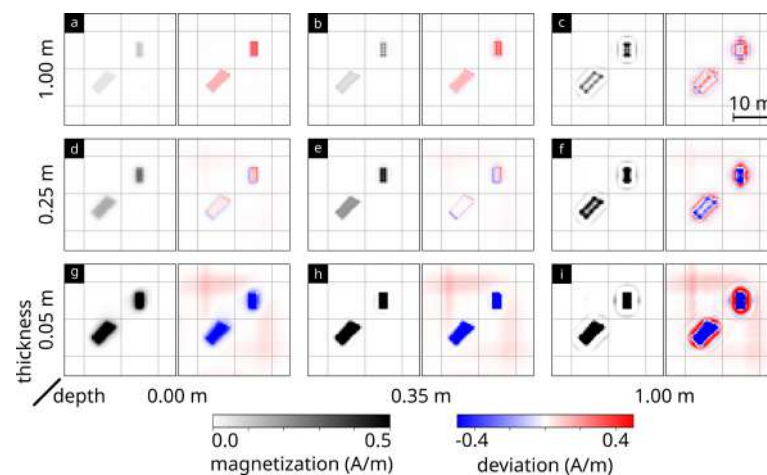 a
b
c
1.00 m
10 m
d
e
f
0.25 m
g
h
i
0.05 m
thickness
depth
0.00 m
0.35 m
1.00 m
0.0
0.5
-0.4
0.4
magnetization (A/m)
deviation (A/m)